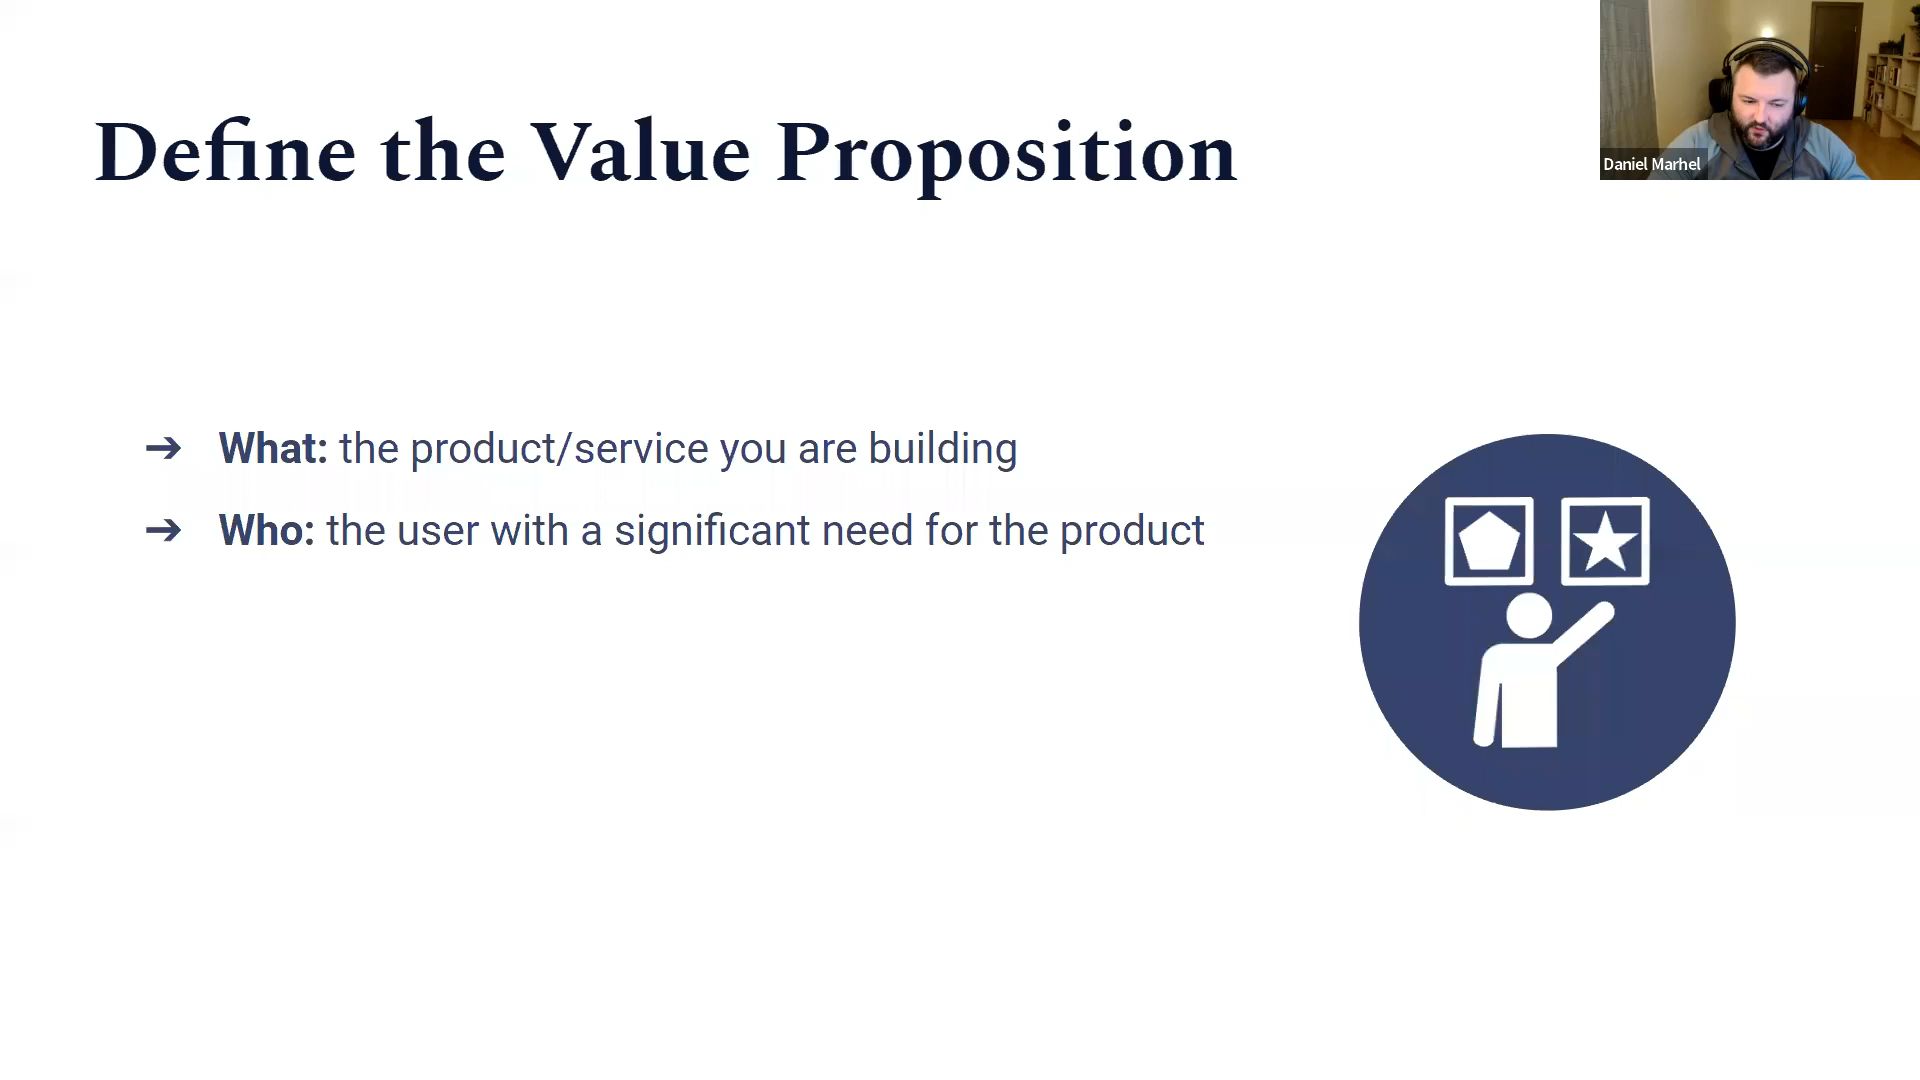 Define the Value Proposition
Daniel Marhel
➔ What: the product/service you are building
➔ Who: the user with a significant need for the product